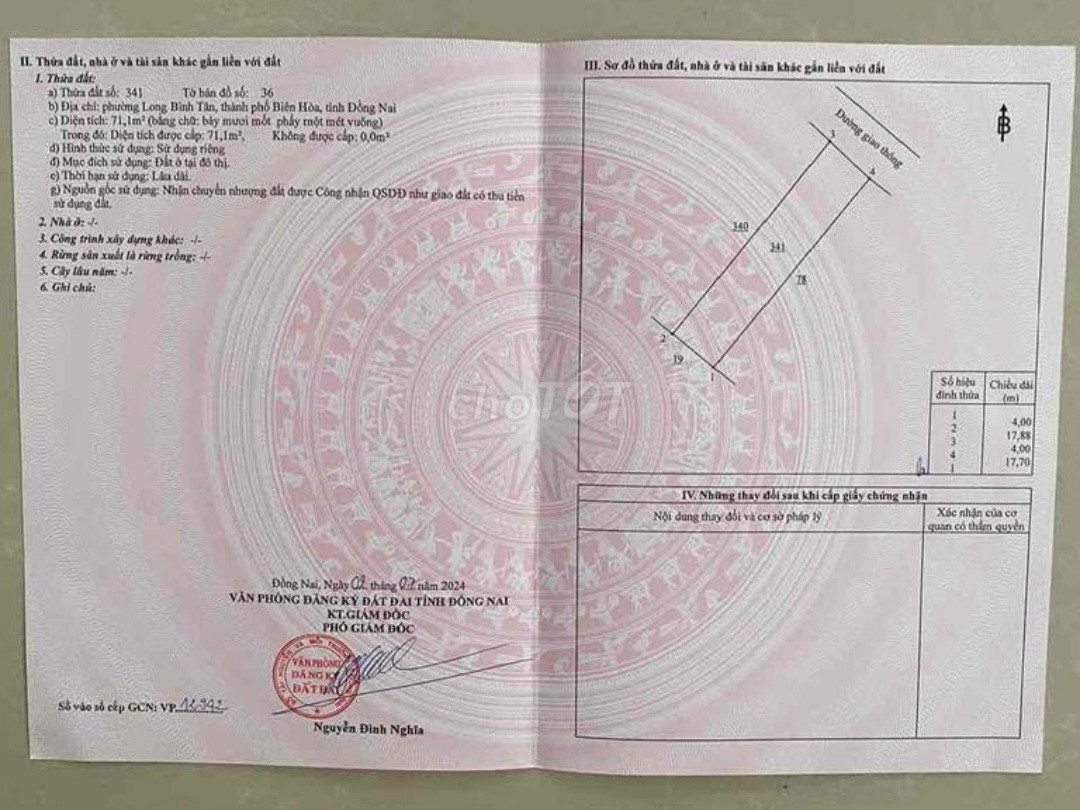 II. Thửa đất, nhà ở và tài sản khác gắn liền với đất
1. Thửa đất:
a) Thửa đất số: 341 Tờ bản đồ số: 36
b) Địa chỉ: phường Long Bình Tân, thành phố Biên Hòa, tỉnh Đồng Nai
c) Diện tích: 71,1m² (bằng chữ: bảy mươi mốt phẩy một mét vuông)
Trong đó: Diện tích được cấp: 71,1m², Không được cấp: 0,0m²
d) Hình thức sử dụng: Sử dụng riêng
đ) Mục đích sử dụng: Đất ở tại đô thị.
e) Thời hạn sử dụng: Lâu dài.
g) Nguồn gốc sử dụng: Nhận chuyển nhượng đất được Công nhận QSDĐ như giao đất có thu tiền
sử dụng đất.
2. Nhà ở: -/-
3. Công trình xây dựng khác: -/-
4. Rừng sản xuất là rừng trồng: -/-
5. Cây lâu năm: -/-
6. Ghi chú:
Đồng Nai, Ngày 02 tháng 07 năm 2024
VĂN PHÒNG ĐĂNG KÝ ĐẤT ĐAI TỈNH ĐỒNG NAI
KT.GIÁM ĐỐC
PHÓ GIÁM ĐỐC
VĂN PHÒNG
ĐĂNG KÝ
ĐẤT ĐAI
Nguyễn Đình Nghĩa
Số vào sổ cấp GCN: VP
III. Sơ đồ thửa đất, nhà ở và tài sản khác gắn liền với đất
B
Đường giao thông
3
4
340
341
78
2
19
1
Số hiệu đỉnh thửa Chiều dài (m)
1
4,00
2
17,88
3
4,00
4
17,70
1
IV. Những thay đổi sau khi cấp giấy chứng nhận
Nội dung thay đổi và cơ sở pháp lý
Xác nhận của cơ
quan có thẩm quyền
chợTỐT